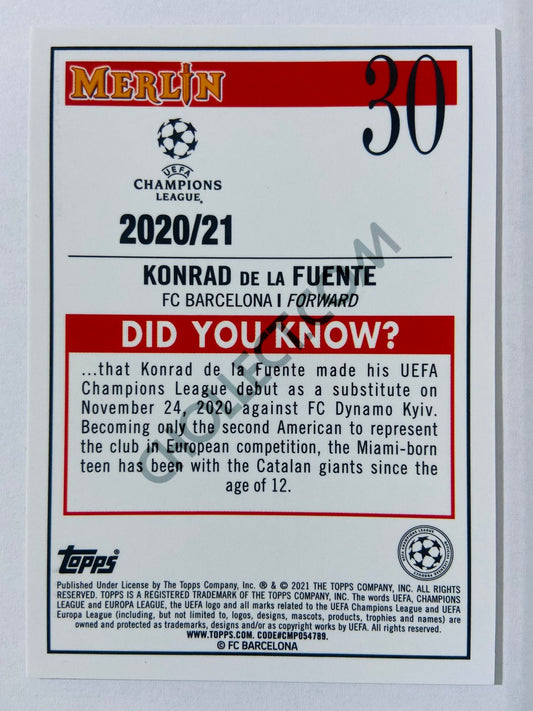 MERLIN
30
UEFA
CHAMPIONS
LEAGUE®
2020/21
KONRAD DE LA FUENTE
FC BARCELONA | FORWARD
DID YOU KNOW?
...that Konrad de la Fuente made his UEFA
Champions League debut as a substitute on
November 24, 2020 against FC Dynamo Kyiv.
Becoming only the second American to represent
the club in European competition, the Miami-born
teen has been with the Catalan giants since the
age of 12.
CHOLLECT.COM
Topps®
Published Under License by The Topps Company, Inc. ® & © 2021 THE TOPPS COMPANY, INC. ALL RIGHTS
RESERVED. TOPPS IS A REGISTERED TRADEMARK OF THE TOPPS COMPANY, INC. The words UEFA, CHAMPIONS
LEAGUE and EUROPA LEAGUE, the UEFA logo and all marks related to the UEFA Champions League and UEFA
Europa League (including, but not limited to, logos, designs, mascots, products, trophies and names) are
owned and protected as trademarks, designs and/or as copyright works by UEFA. All rights reserved.
WWW.TOPPS.COM. CODE#CMP054789.
© FC BARCELONA